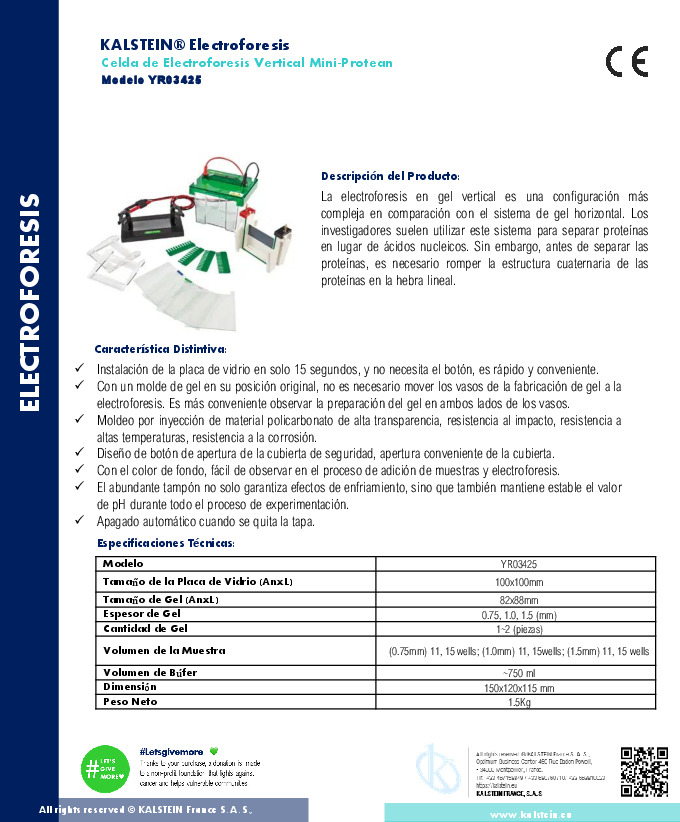 KALSTEIN® Electroforesis
Celda de Electroforesis Vertical Mini-Protean
Modelo YR03425
CE
ELECTROFORESIS
Descripción del Producto:
La electroforesis en gel vertical es una configuración más
compleja en comparación con el sistema de gel horizontal. Los
investigadores suelen utilizar este sistema para separar proteínas
en lugar de ácidos nucleicos. Sin embargo, antes de separar las
proteínas, es necesario romper la estructura cuaternaria de las
proteínas en la hebra lineal.
Característica Distintiva:
✓ Instalación de la placa de vidrio en solo 15 segundos, y no necesita el botón, es rápido y conveniente.
✓ Con un molde de gel en su posición original, no es necesario mover los vasos de la fabricación de gel a la
electroforesis. Es más conveniente observar la preparación del gel en ambos lados de los vasos.
✓ Moldeo por inyección de material policarbonato de alta transparencia, resistencia al impacto, resistencia a
altas temperaturas, resistencia a la corrosión.
✓ Diseño de botón de apertura de la cubierta de seguridad, apertura conveniente de la cubierta.
✓ Con el color de fondo, fácil de observar en el proceso de adición de muestras y electroforesis.
✓ El abundante tampón no solo garantiza efectos de enfriamiento, sino que también mantiene estable el valor
de pH durante todo el proceso de experimentación.
✓ Apagado automático cuando se quita la tapa.
Especificaciones Técnicas:
Modelo YR03425
Tamaño de la Placa de Vidrio (AnxL) 100x100mm
Tamaño de Gel (AnxL) 82x88mm
Espesor de Gel 0.75, 1.0, 1.5 (mm)
Cantidad de Gel 1~2 (piezas)
Volumen de la Muestra (0.75mm) 11, 15 wells; (1.0mm) 11, 15wells; (1.5mm) 11, 15 wells
Volumen de Búfer ~750 ml
Dimensión 150x120x115 mm
Peso Neto 1.5Kg
# LET'S
GIVE
MORE
#Letsgivemore
Thanks to your purchase, a donation is made
to a non-profit foundation that fights against
cancer and helps vulnerable communities
All rights reserved © KALSTEIN France S. A. S.,
Optimum Business Center 450 Rue Baden Powell,
https://kalstein.eu
KALSTEIN FRANCE, S. A. S
All rights reserved © KALSTEIN France S. A. S.,
www.kalstein.eu